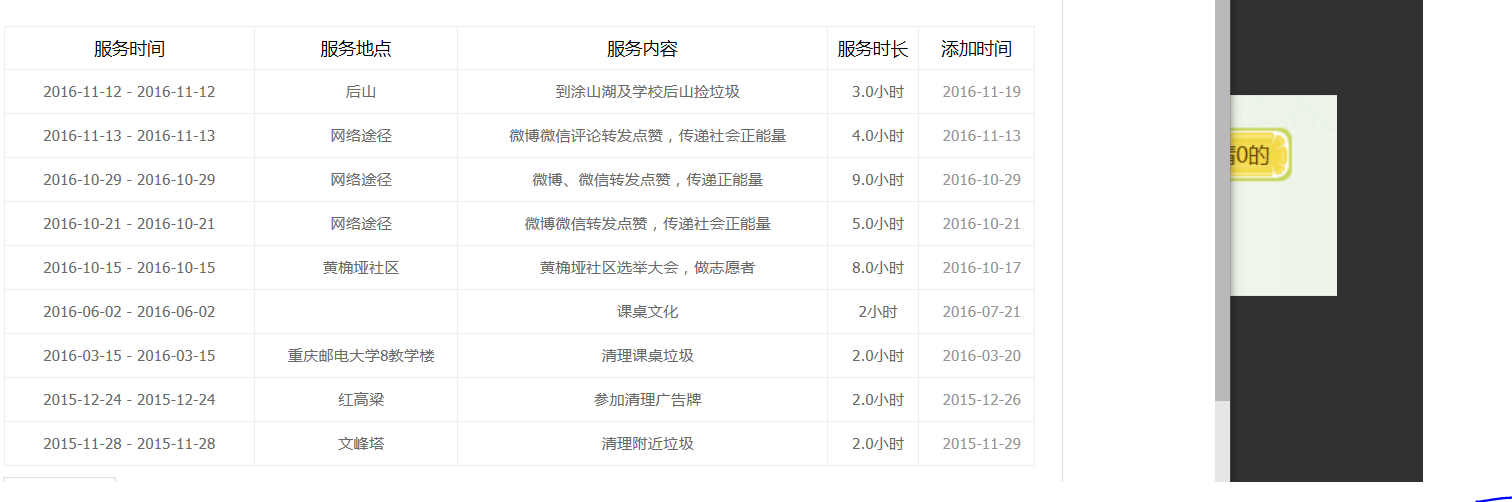 服务时间 服务地点 服务内容 服务时长 添加时间
2016-11-12 - 2016-11-12 后山 到涂山湖及学校后山捡垃圾 3.0小时 2016-11-19
2016-11-13 - 2016-11-13 网络途径 微博微信评论转发点赞，传递社会正能量 4.0小时 2016-11-13
2016-10-29 - 2016-10-29 网络途径 微博、微信转发点赞，传递正能量 9.0小时 2016-10-29
2016-10-21 - 2016-10-21 网络途径 微博微信转发点赞，传递社会正能量 5.0小时 2016-10-21
2016-10-15 - 2016-10-15 黄桷垭社区 黄桷垭社区选举大会，做志愿者 8.0小时 2016-10-17
2016-06-02 - 2016-06-02 课桌文化 2小时 2016-07-21
2016-03-15 - 2016-03-15 重庆邮电大学8教学楼 清理课桌垃圾 2.0小时 2016-03-20
2015-12-24 - 2015-12-24 红高粱 参加清理广告牌 2.0小时 2015-12-26
2015-11-28 - 2015-11-28 文峰塔 清理附近垃圾 2.0小时 2015-11-29
0的